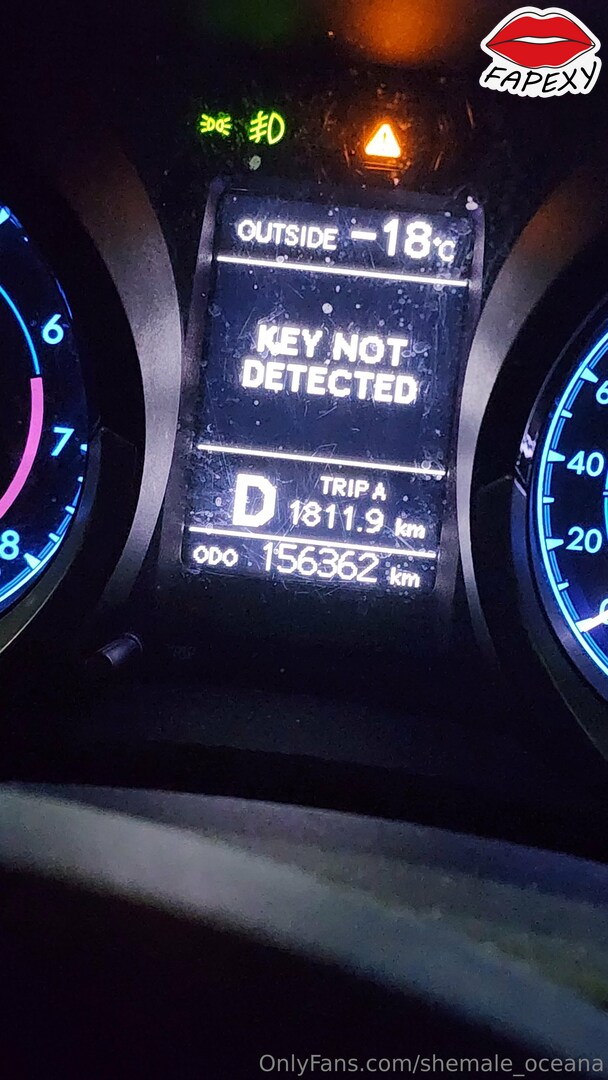 FAPEXY
OUTSIDE -18°C
KEY NOT
DETECTED
6
7
8
D TRIP A
1811.9 km
ODO 156362 km
40
20
OnlyFans.com/shemale_oceana